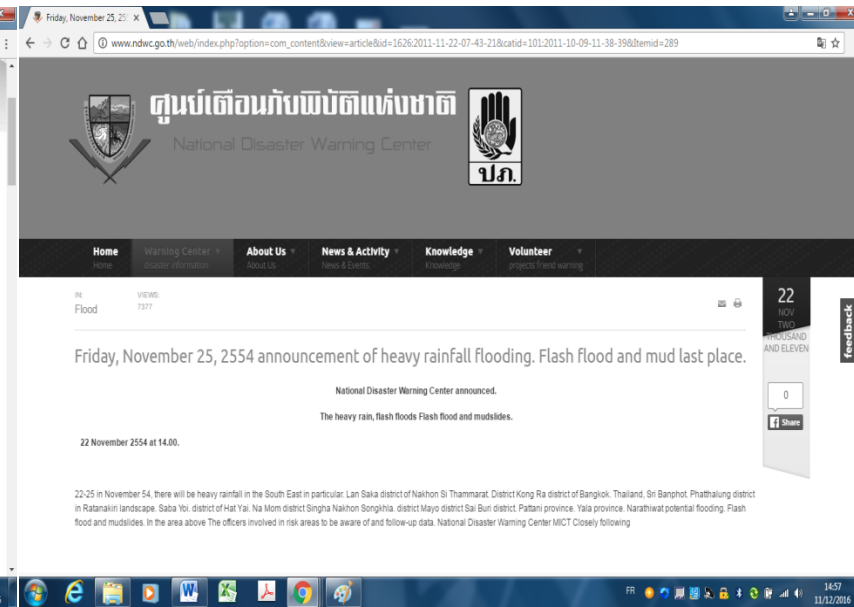 Friday, November 25, 25
www.ndwc.go.th/web/index.php?option=com_content&view=article&id=1626:2011-11-22-07-43-21&catid=101:2011-10-09-11-38-39&Itemid=289
ศูนย์เตือนภัยพิบัติแห่งชาติ
National Disaster Warning Center
ปภ.
Home Warning Center About Us News & Activity Knowledge Volunteer
Home disaster information About Us News & Events Knowledge projects friend warning
IN: VIEWS:
Flood 7377
22
NOV
TWO
THOUSAND
AND ELEVEN
feedback
Friday, November 25, 2554 announcement of heavy rainfall flooding. Flash flood and mud last place.
National Disaster Warning Center announced.
The heavy rain, flash floods Flash flood and mudslides.
0
Share
22 November 2554 at 14.00.
22-25 in November 54, there will be heavy rainfall in the South East in particular. Lan Saka district of Nakhon Si Thammarat. District Kong Ra district of Bangkok. Thailand, Sri Banphot. Phatthalung district
in Ratanakiri landscape. Saba Yoi. district of Hat Yai. Na Mom district Singha Nakhon Songkhla. district Mayo district Sai Buri district. Pattani province. Yala province. Narathiwat potential flooding. Flash
flood and mudslides. In the area above The officers involved in risk areas to be aware of and follow-up data. National Disaster Warning Center MICT Closely following
FR 14:57
11/12/2016